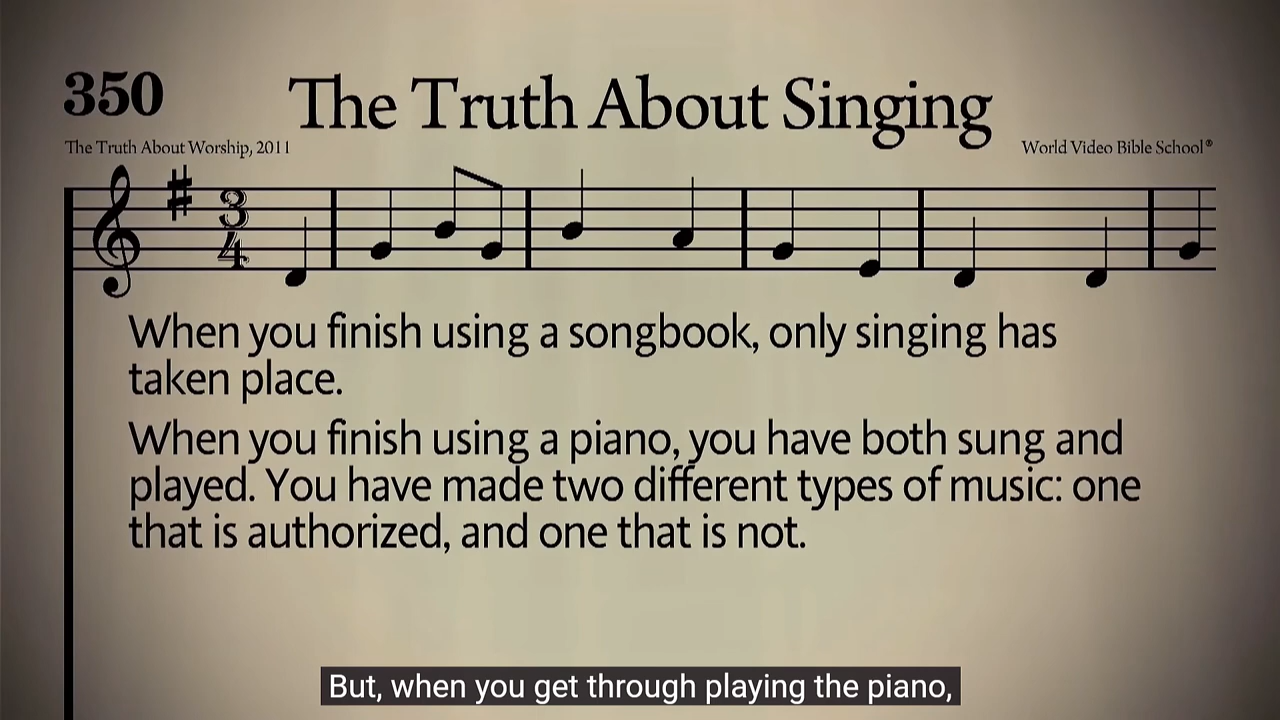 350
The Truth About Singing
The Truth About Worship, 2011
World Video Bible School®
3
4
When you finish using a songbook, only singing has
taken place.
When you finish using a piano, you have both sung and
played. You have made two different types of music: one
that is authorized, and one that is not.
But, when you get through playing the piano,